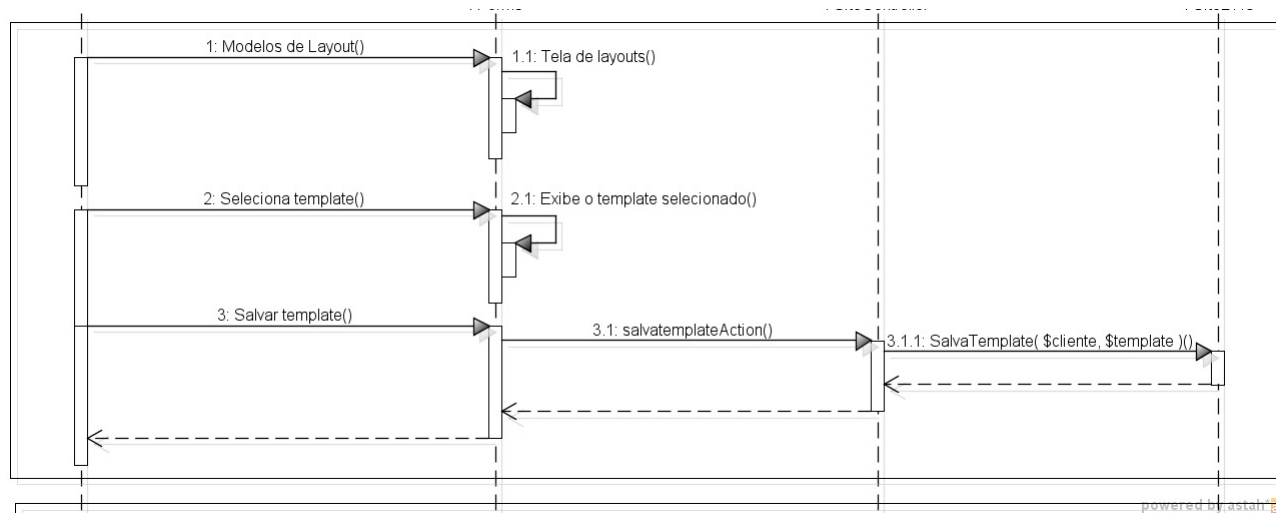 1: Modelos de Layout()
1.1: Tela de layouts()
2: Seleciona template()
2.1: Exibe o template selecionado()
3: Salvar template()
3.1: salvatemplateAction()
3.1.1: SalvaTemplate( $cliente, $template )()
powered by astah*